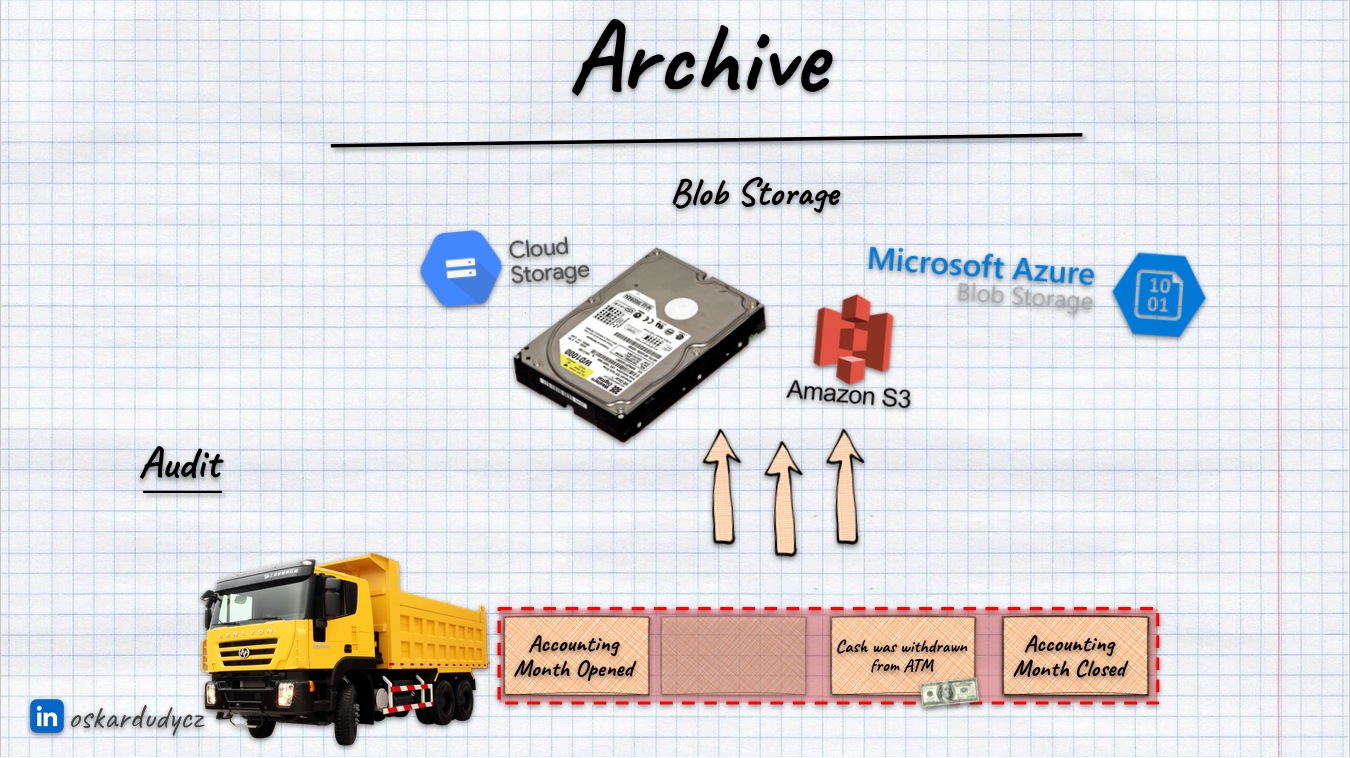 Archive
Blob Storage
Cloud
Storage
Microsoft Azure
Blob Storage
10
01
WD1000
Amazon S3
Audit
Accounting
Month Opened
Cash was withdrawn
from ATM
Accounting
Month Closed
in oskardudycz